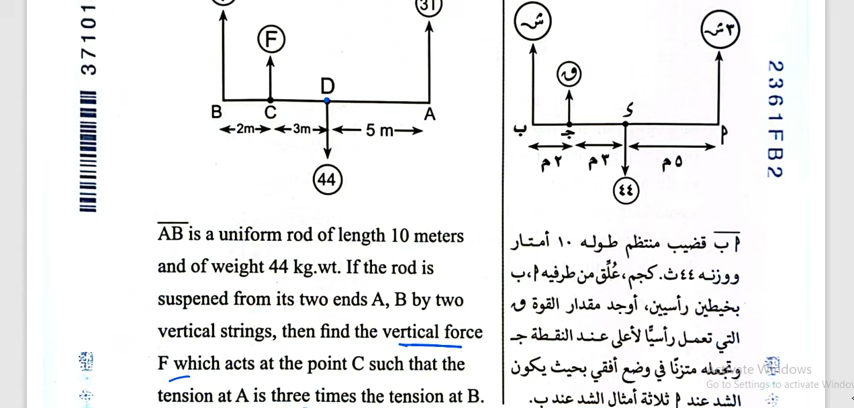 37101
31
F
D
B
C
A
2m
3m
5 m
44
AB is a uniform rod of length 10 meters
and of weight 44 kg.wt. If the rod is
suspened from its two ends A, B by two
vertical strings, then find the vertical force
F which acts at the point C such that the
tension at A is three times the tension at B.
ش
٣ش
ق
ب
جـ
ء
م
٢ م
٣ م
٥ م
٤٤
2361FB2
م ب قضيب منتظم طوله ١٠ أمتار
ووزنه ٤٤ ث.كجم، عُلِّق من طرفيه م، ب
بخيطين رأسيين، أوجد مقدار القوة ق
التي تعمل رأسيًّا لأعلى عند النقطة جـ
وتجعله متزنًا في وضع أفقي بحيث يكون
الشد عند م ثلاثة أمثال الشد عند ب.
Activate Windows
Go to Settings to activate Window